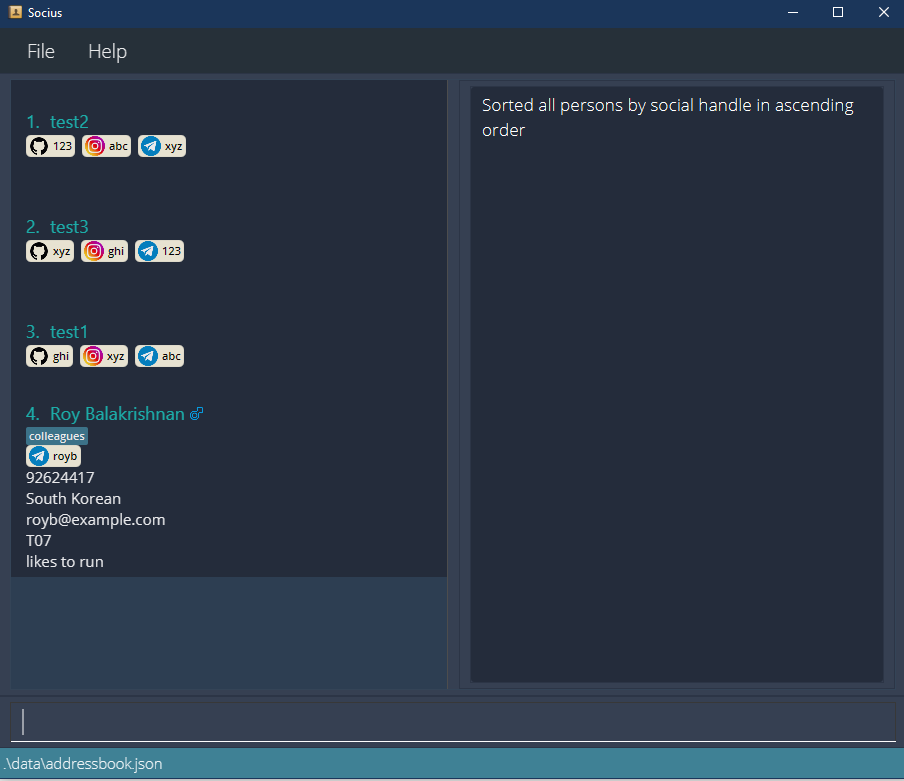 Socius
File Help
1. test2
123 abc xyz
2. test3
xyz ghi 123
3. test1
ghi xyz abc
4. Roy Balakrishnan
colleagues
royb
92624417
South Korean
royb@example.com
T07
likes to run
Sorted all persons by social handle in ascending
order
.\data\addressbook.json